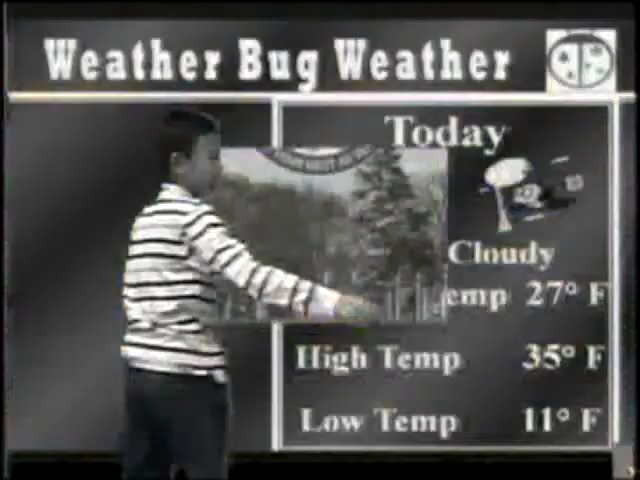 Weather Bug Weather
Today
Cloudy
emp 27° F
High Temp 35° F
Low Temp 11° F